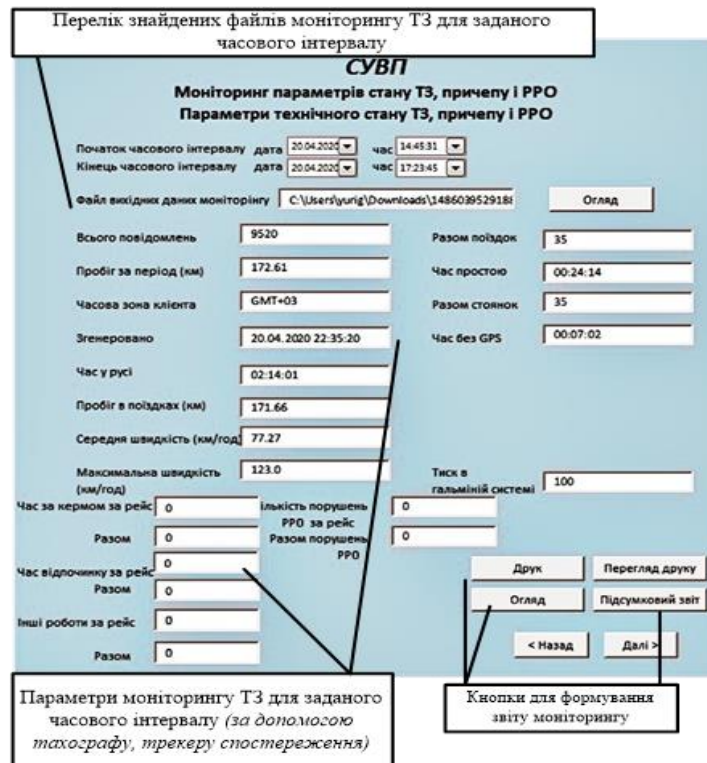 Перелік знайдених файлів моніторингу ТЗ для заданого
часового інтервалу
СУВП
Моніторинг параметрів стану ТЗ, причепу і РРО
Параметри технічного стану ТЗ, причепу і РРО
Початок часового інтервалу дата 20.04.2020 час 14:45:31
Кінець часового інтервалу дата 20.04.2020 час 17:23:45
Файл вихідних даних моніторінгу C:\Users\yurig\Downloads\1486039529188 Огляд
Всього повідомлень 9520 Разом поїздок 35
Пробіг за період (км) 172.61 Час простою 00:24:14
Часова зона клієнта GMT+03 Разом стоянок 35
Згенеровано 20.04.2020 22:35:20 Час без GPS 00:07:02
Час у русі 02:14:01
Пробіг в поїздках (км) 171.66
Середня швидкість (км/год) 77.27
Максимальна швидкість 123.0 Тиск в
(км/год) гальміній системі 100
Час за кермом за рейс 0 ількість порушень 0
РРО за рейс
Разом 0 Разом порушень 0
РРО
Час відпочинку за рейс 0
Разом 0
Інші роботи за рейс 0
Разом 0
Друк Перегляд друку
Огляд Підсумковий звіт
< Назад Далі >
Параметри моніторингу ТЗ для заданого
часового інтервалу (за допомогою
тахографу, трекеру спостереження)
Кнопки для формування
звіту моніторингу